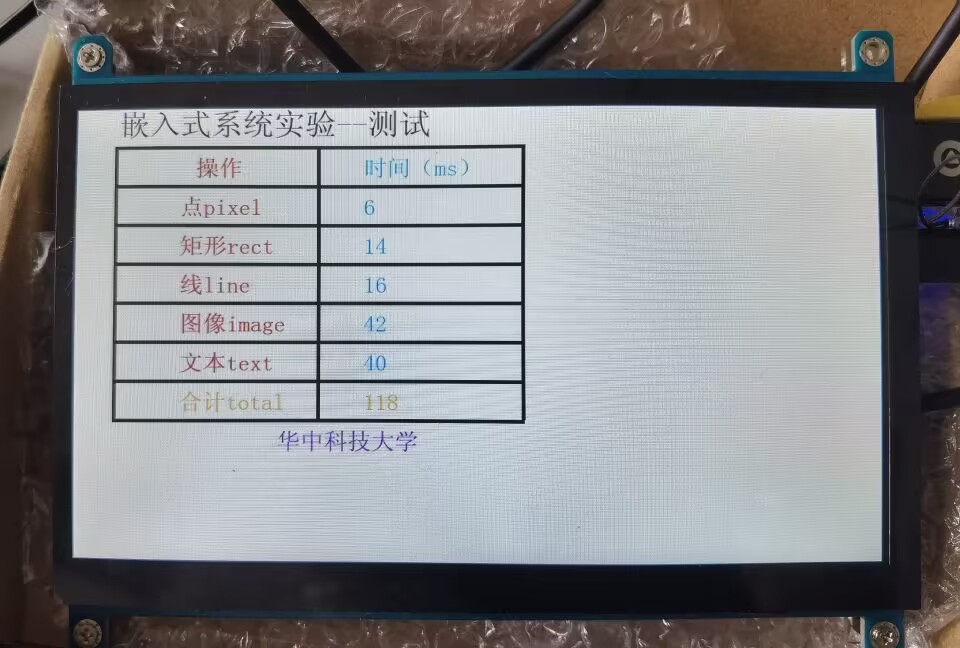 嵌入式系统实验--测试
操作 时间（ms）
点pixel 6
矩形rect 14
线line 16
图像image 42
文本text 40
合计total 118
华中科技大学